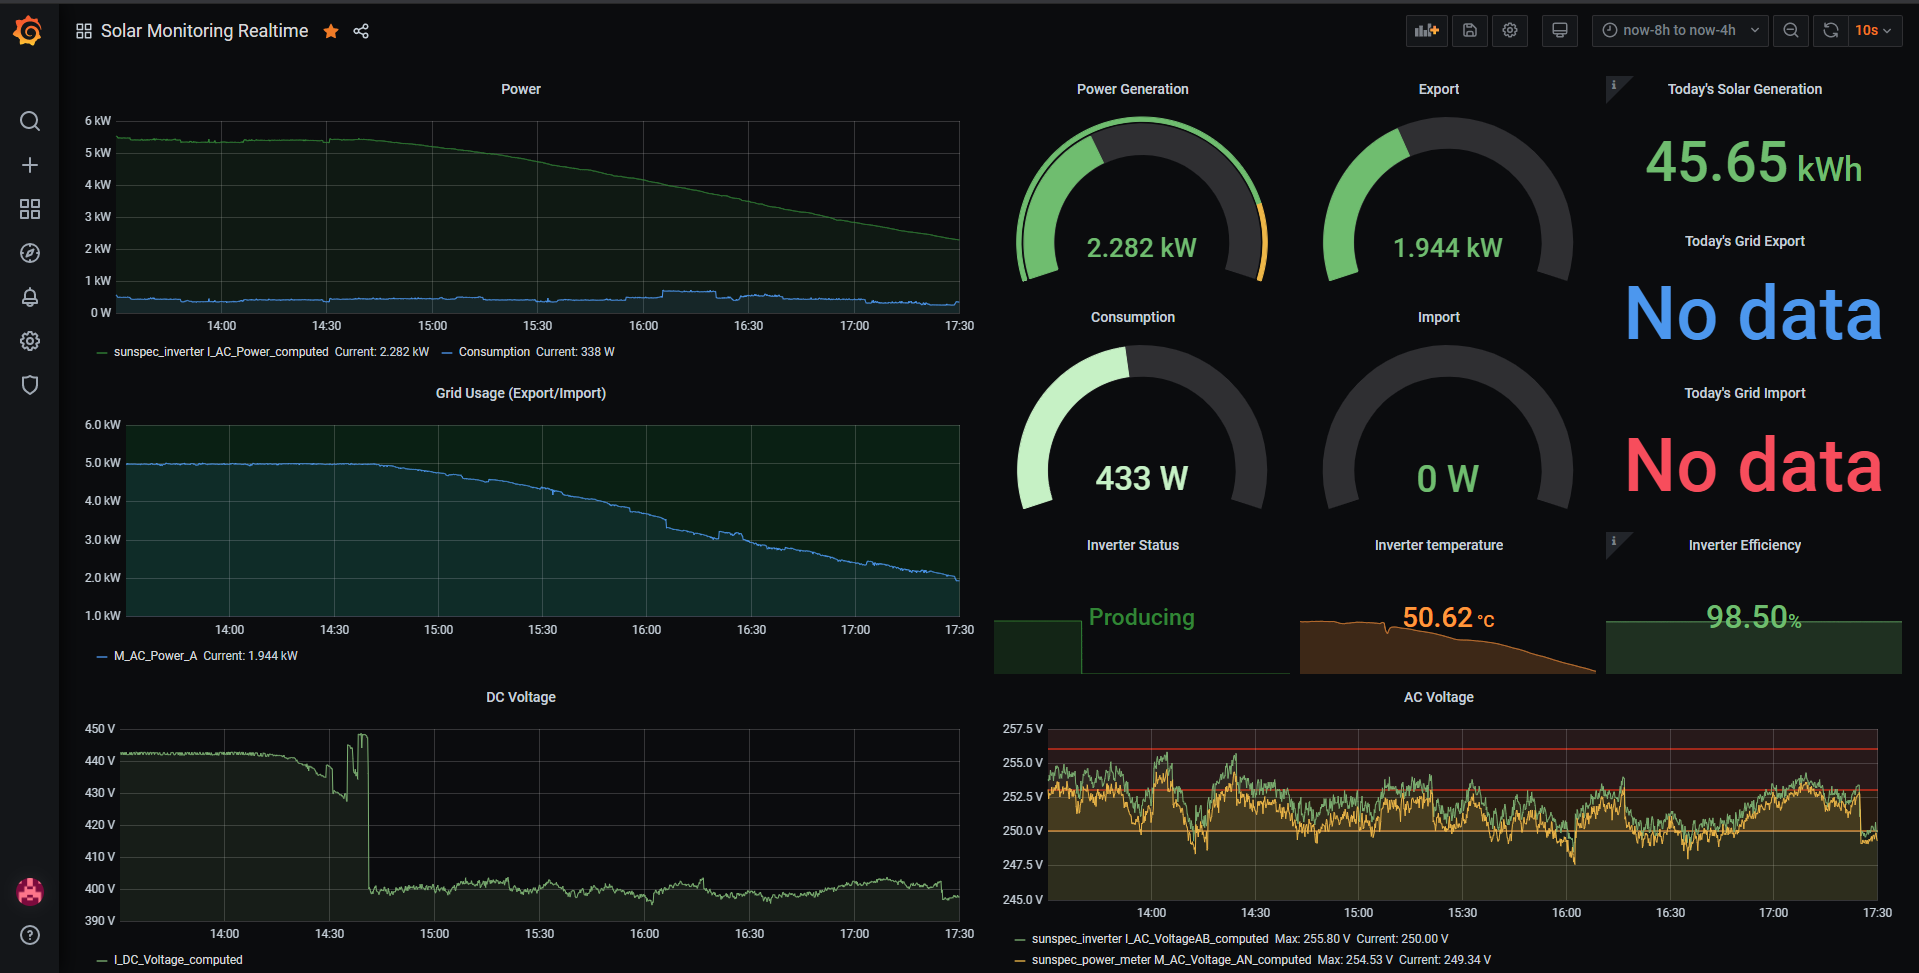 Solar Monitoring Realtime
now-8h to now-4h
10s
Power
6 kW
5 kW
4 kW
3 kW
2 kW
1 kW
0 W
14:00 14:30 15:00 15:30 16:00 16:30 17:00 17:30
sunspec_inverter I_AC_Power_computed Current: 2.282 kW Consumption Current: 338 W
Grid Usage (Export/Import)
6.0 kW
5.0 kW
4.0 kW
3.0 kW
2.0 kW
1.0 kW
14:00 14:30 15:00 15:30 16:00 16:30 17:00 17:30
M_AC_Power_A Current: 1.944 kW
Power Generation
2.282 kW
Export
1.944 kW
Today's Solar Generation
45.65 kWh
Today's Grid Export
No data
Consumption
433 W
Import
0 W
Today's Grid Import
No data
Inverter Status
Producing
Inverter temperature
50.62 °C
Inverter Efficiency
98.50%
DC Voltage
450 V
440 V
430 V
420 V
410 V
400 V
390 V
14:00 14:30 15:00 15:30 16:00 16:30 17:00 17:30
I_DC_Voltage_computed
AC Voltage
257.5 V
255.0 V
252.5 V
250.0 V
247.5 V
245.0 V
14:00 14:30 15:00 15:30 16:00 16:30 17:00 17:30
sunspec_inverter I_AC_VoltageAB_computed Max: 255.80 V Current: 250.00 V
sunspec_power_meter M_AC_Voltage_AN_computed Max: 254.53 V Current: 249.34 V